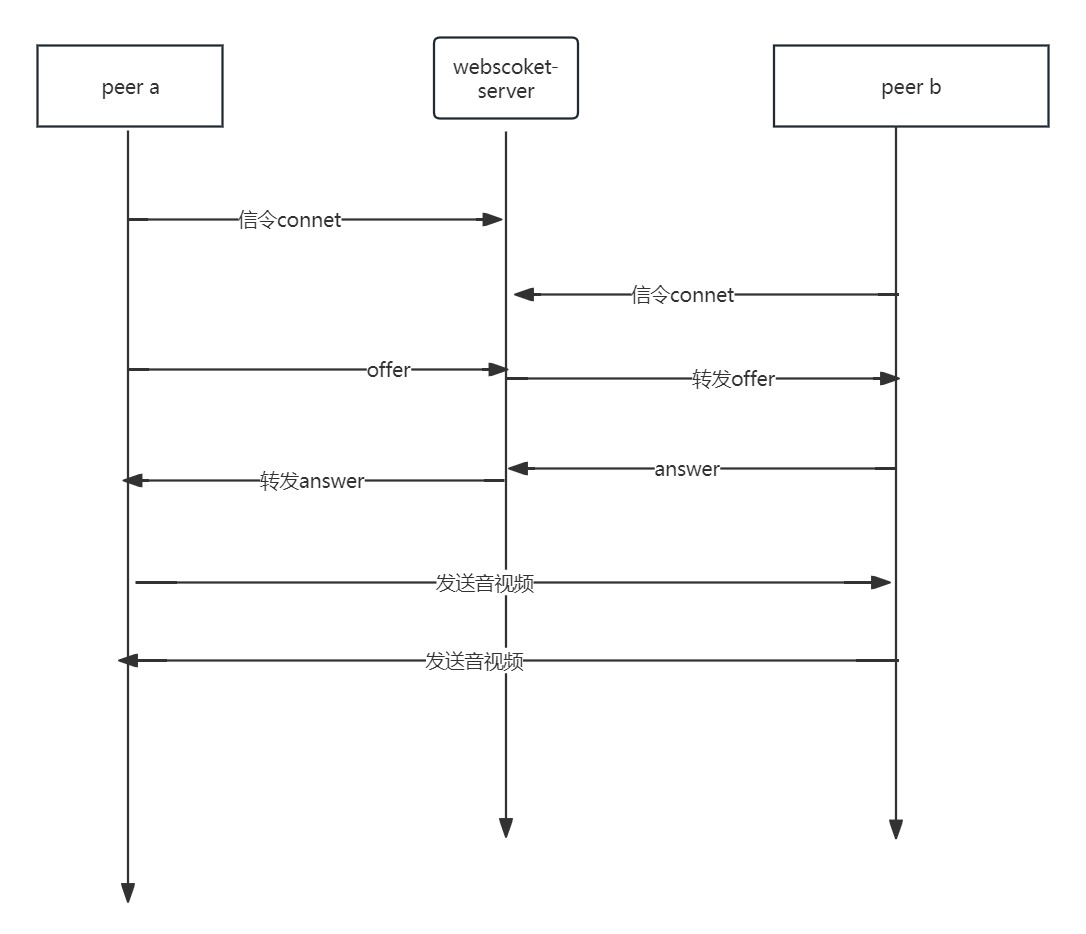 peer a
webscoket-
server
peer b
信令connet
信令connet
offer
转发offer
answer
转发answer
发送音视频
发送音视频